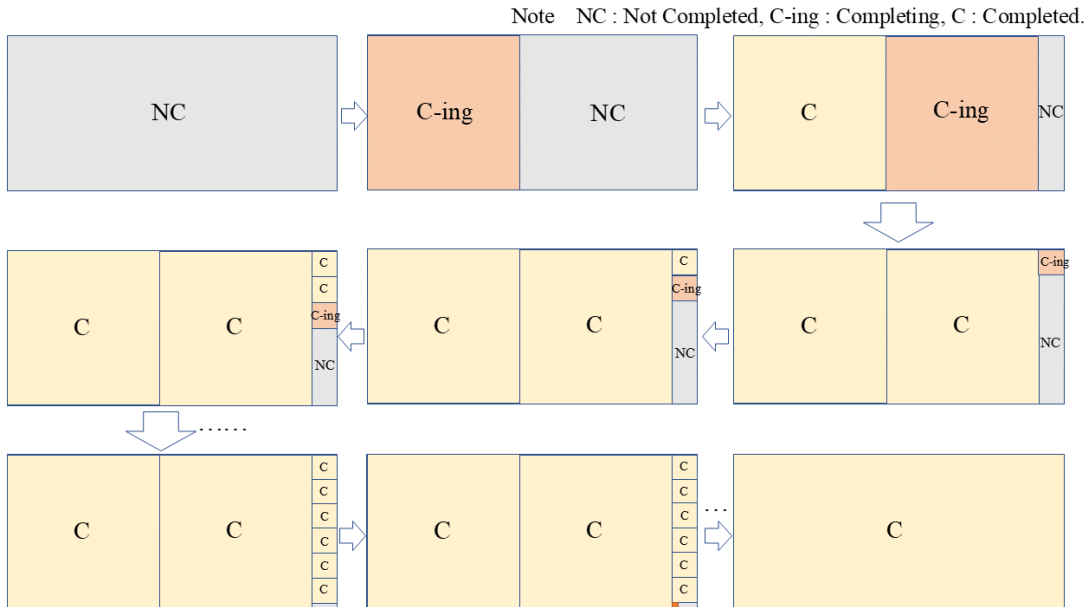 Note NC : Not Completed, C-ing : Completing, C : Completed.
NC
C-ing NC
C C-ing NC
C C C-ing NC
C C C C-ing NC
C C C C C-ing NC
……
C C C C C C C C
C C C C C C C C
…
C